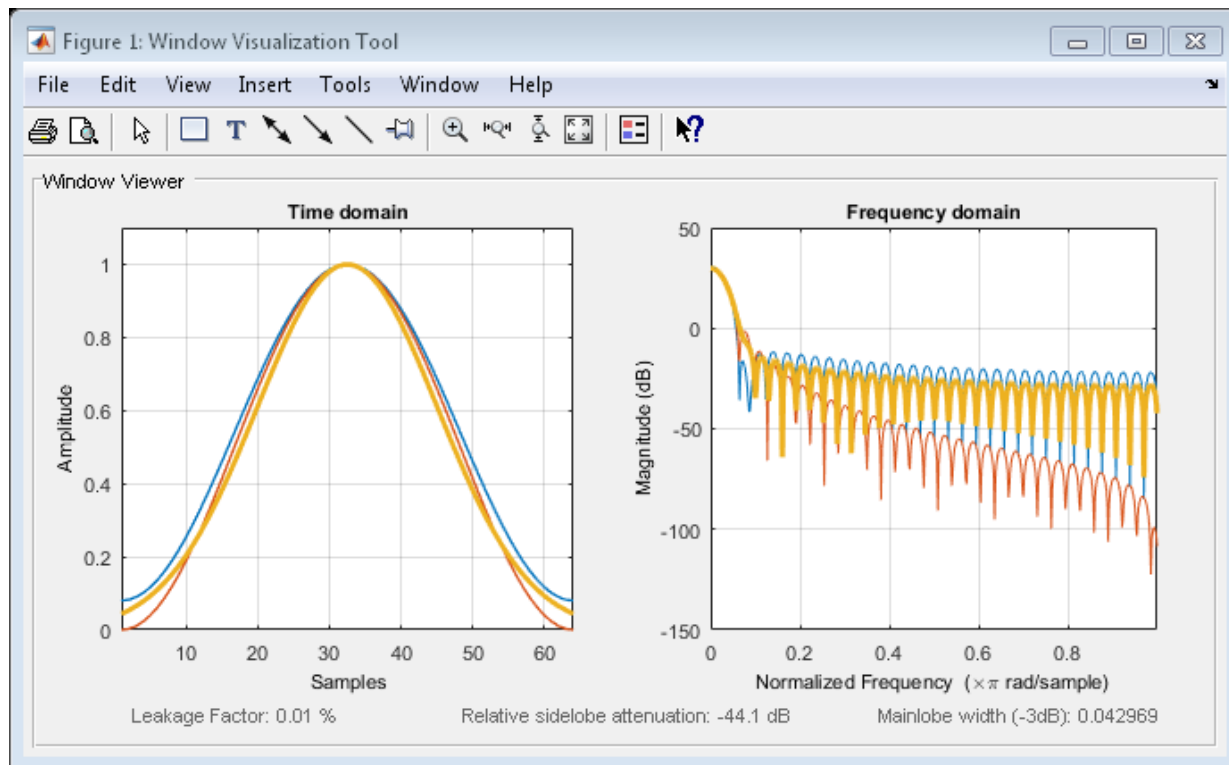 Figure 1: Window Visualization Tool
File Edit View Insert Tools Window Help
T
?
Window Viewer
Time domain
Amplitude
1
0.8
0.6
0.4
0.2
0
10 20 30 40 50 60
Samples
Frequency domain
Magnitude (dB)
50
0
-50
-100
-150
0 0.2 0.4 0.6 0.8
Normalized Frequency (×π rad/sample)
Leakage Factor: 0.01 % Relative sidelobe attenuation: -44.1 dB Mainlobe width (-3dB): 0.042969